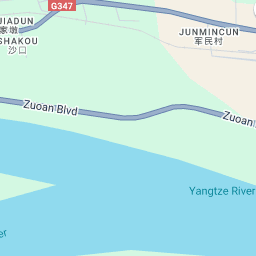 G347
JIADUN
家墩
SHAKOU
沙口
JUNMINCUN
军民村
Zuoan Blvd
Zuoan
Yangtze River